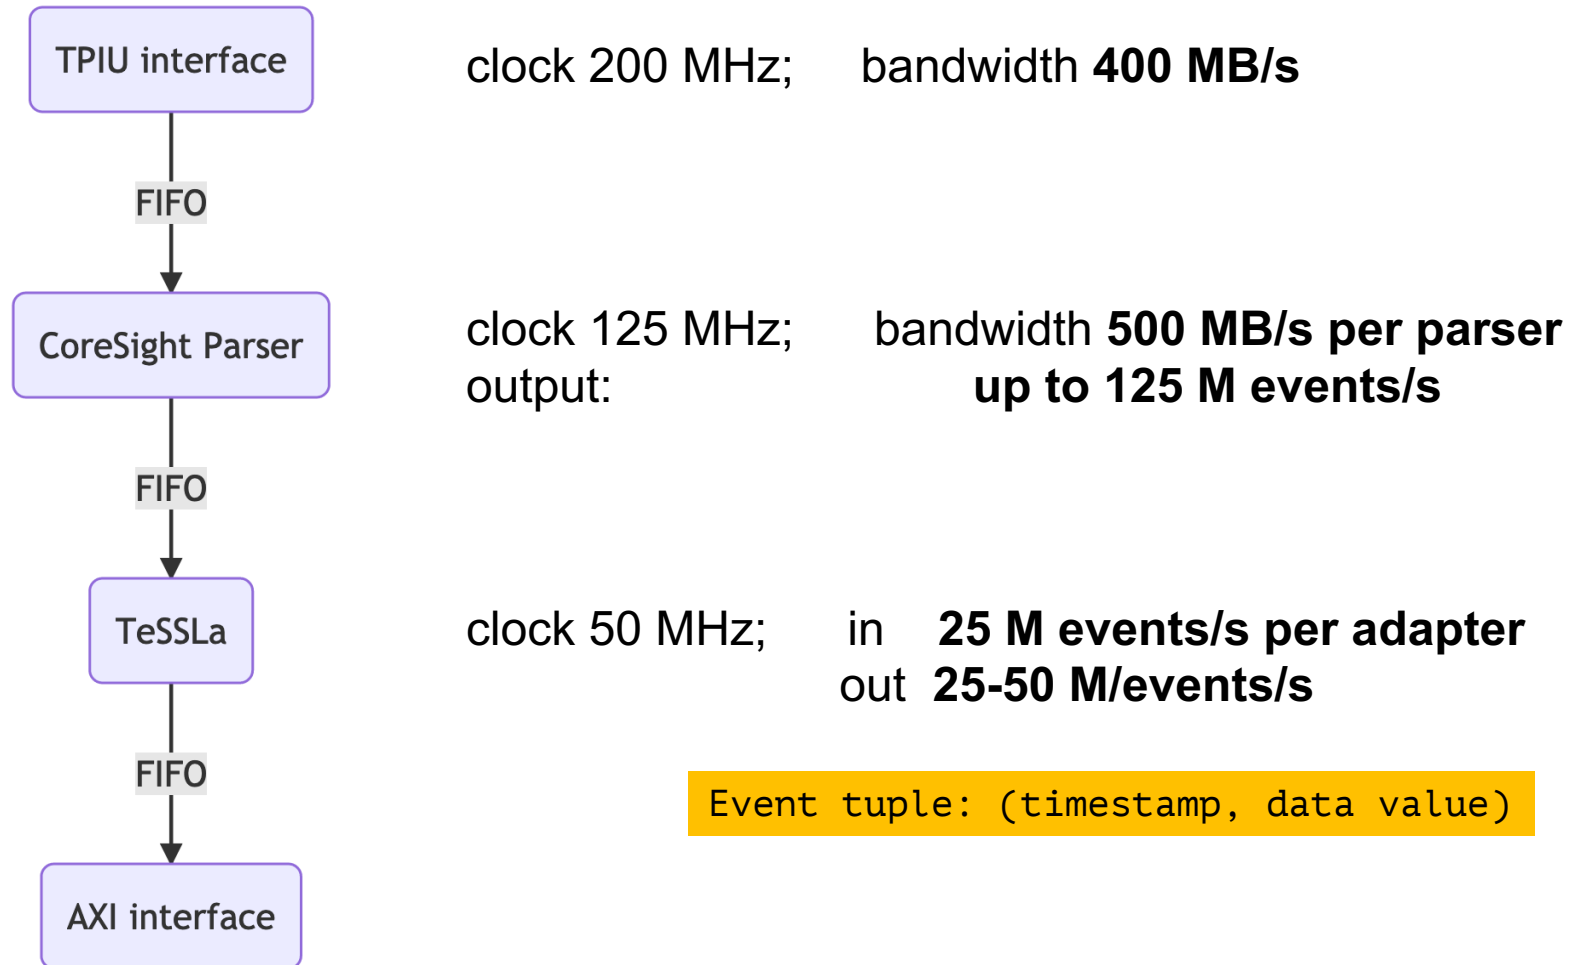 TPIU interface
clock 200 MHz; bandwidth 400 MB/s
FIFO
CoreSight Parser
clock 125 MHz; bandwidth 500 MB/s per parser
output: up to 125 M events/s
FIFO
TeSSLa
clock 50 MHz; in 25 M events/s per adapter
out 25-50 M/events/s
FIFO
Event tuple: (timestamp, data value)
AXI interface